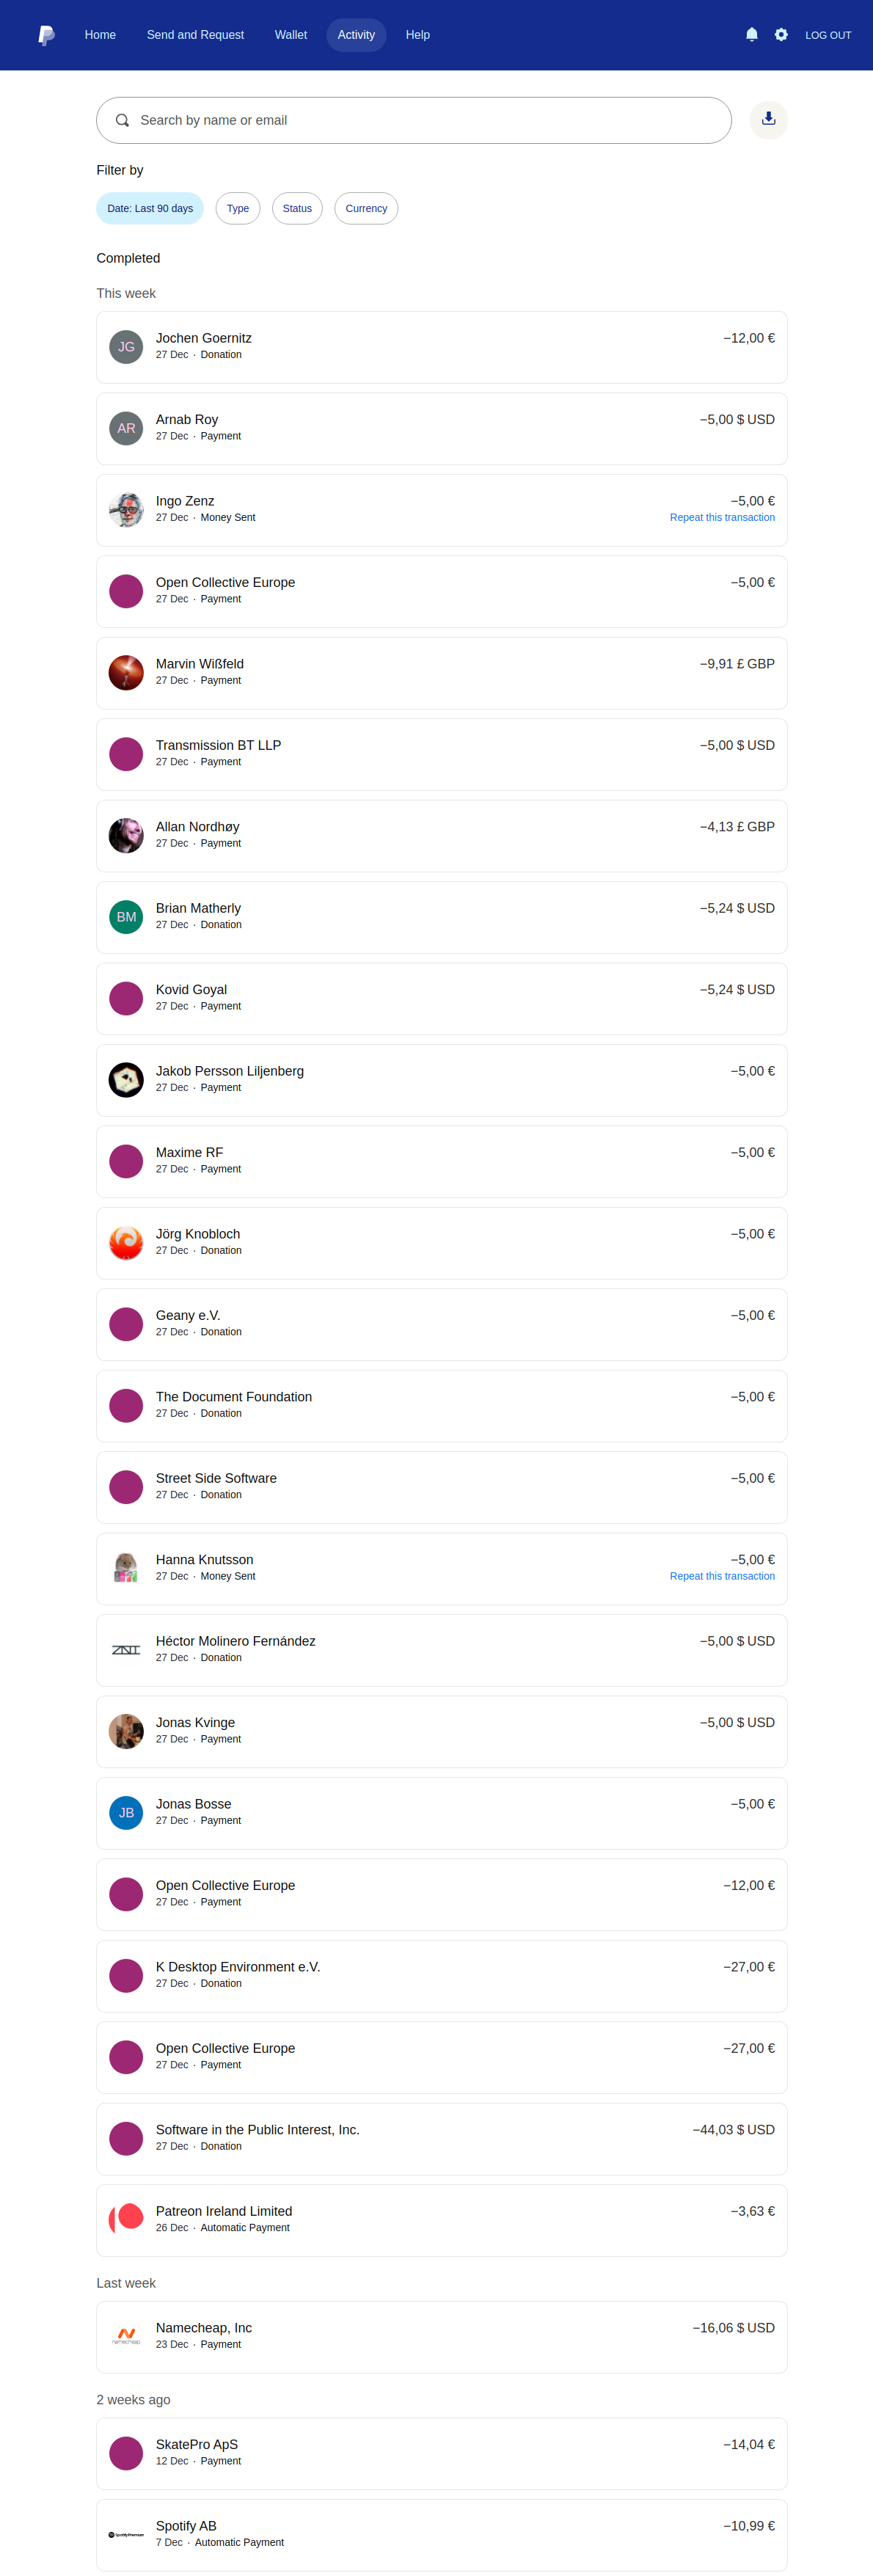 Home
Send and Request
Wallet
Activity
Help
LOG OUT
Search by name or email
Filter by
Date: Last 90 days
Type
Status
Currency
Completed
This week
JG
Jochen Goernitz
−12,00 €
27 Dec · Donation
AR
Arnab Roy
−5,00 $ USD
27 Dec · Payment
Ingo Zenz
−5,00 €
27 Dec · Money Sent
Repeat this transaction
Open Collective Europe
−5,00 €
27 Dec · Payment
Marvin Wißfeld
−9,91 £ GBP
27 Dec · Payment
Transmission BT LLP
−5,00 $ USD
27 Dec · Payment
Allan Nordhøy
−4,13 £ GBP
27 Dec · Payment
BM
Brian Matherly
−5,24 $ USD
27 Dec · Donation
Kovid Goyal
−5,24 $ USD
27 Dec · Payment
Jakob Persson Liljenberg
−5,00 €
27 Dec · Payment
Maxime RF
−5,00 €
27 Dec · Payment
Jörg Knobloch
−5,00 €
27 Dec · Donation
Geany e.V.
−5,00 €
27 Dec · Donation
The Document Foundation
−5,00 €
27 Dec · Donation
Street Side Software
−5,00 €
27 Dec · Donation
Hanna Knutsson
−5,00 €
27 Dec · Money Sent
Repeat this transaction
Héctor Molinero Fernández
−5,00 $ USD
27 Dec · Donation
Jonas Kvinge
−5,00 $ USD
27 Dec · Payment
JB
Jonas Bosse
−5,00 €
27 Dec · Payment
Open Collective Europe
−12,00 €
27 Dec · Payment
K Desktop Environment e.V.
−27,00 €
27 Dec · Donation
Open Collective Europe
−27,00 €
27 Dec · Payment
Software in the Public Interest, Inc.
−44,03 $ USD
27 Dec · Donation
Patreon Ireland Limited
−3,63 €
26 Dec · Automatic Payment
Last week
namecheap
Namecheap, Inc
−16,06 $ USD
23 Dec · Payment
2 weeks ago
SkatePro ApS
−14,04 €
12 Dec · Payment
Spotify Premium
Spotify AB
−10,99 €
7 Dec · Automatic Payment